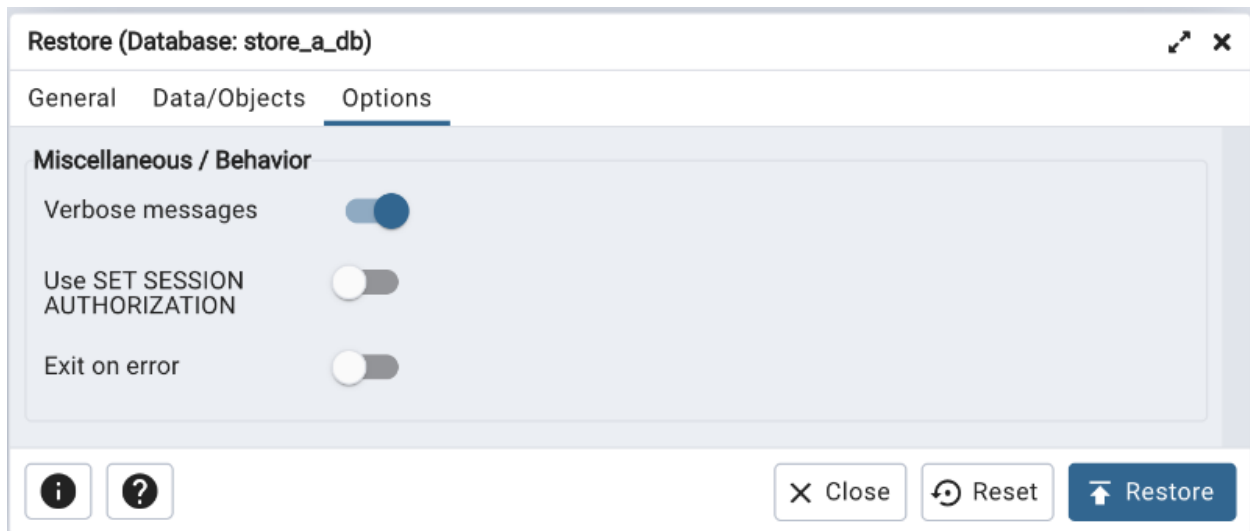 Restore (Database: store_a_db)
General Data/Objects Options
Miscellaneous / Behavior
Verbose messages
Use SET SESSION
AUTHORIZATION
Exit on error
Close Reset Restore